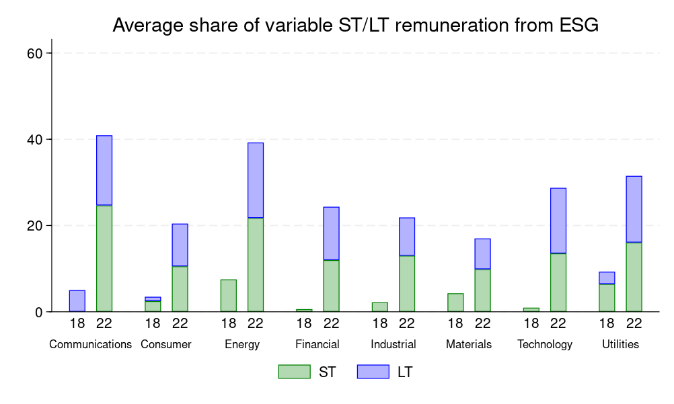 Average share of variable ST/LT remuneration from ESG
60
40
20
0
18 22 18 22 18 22 18 22 18 22 18 22 18 22 18 22
Communications Consumer Energy Financial Industrial Materials Technology Utilities
ST LT